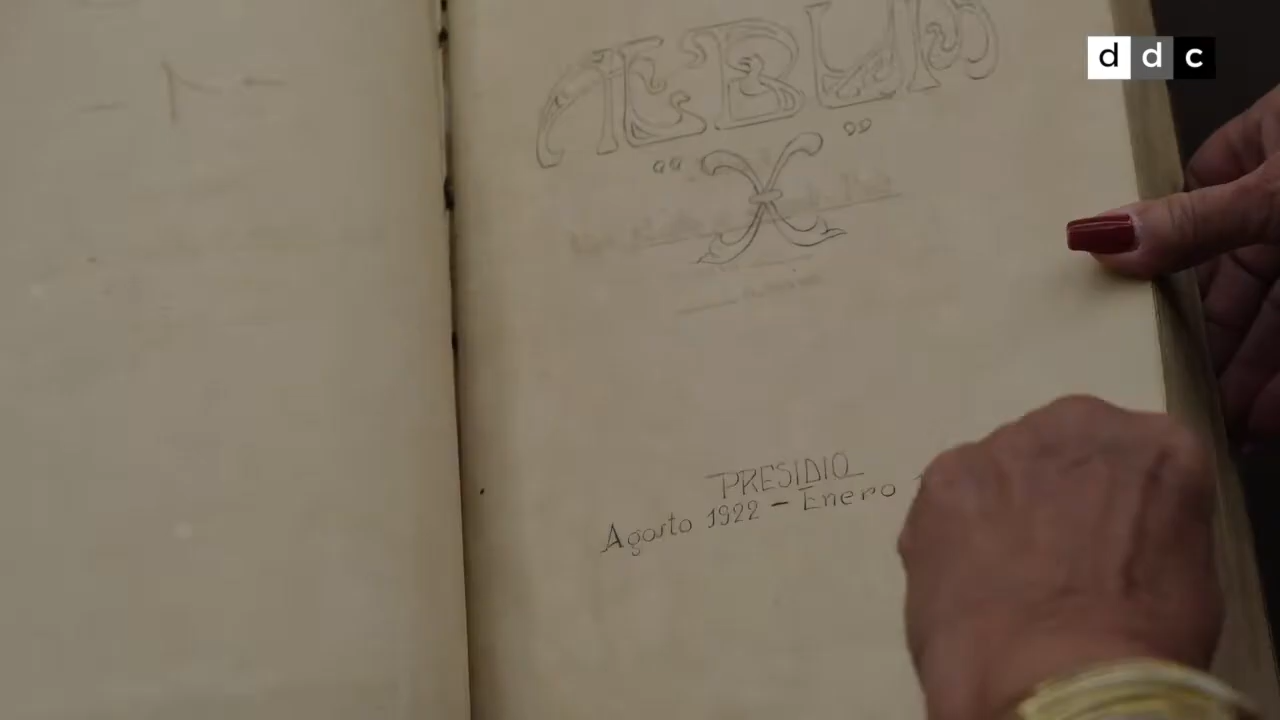 ddc
ALBUM
"X"
PRESIDIO
Agosto 1922 - Enero